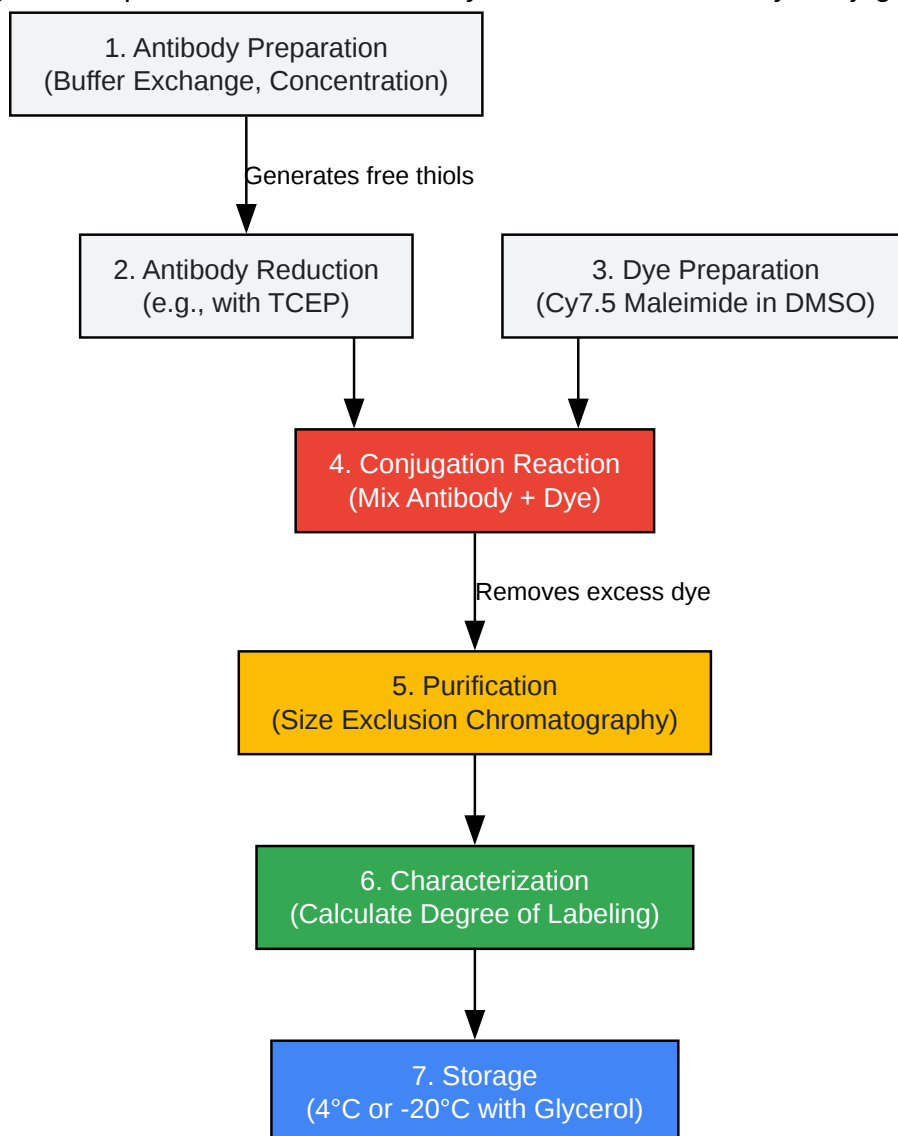 1. Antibody Preparation
(Buffer Exchange, Concentration)
Generates free thiols
2. Antibody Reduction
(e.g., with TCEP)
3. Dye Preparation
(Cy7.5 Maleimide in DMSO)
4. Conjugation Reaction
(Mix Antibody + Dye)
Removes excess dye
5. Purification
(Size Exclusion Chromatography)
6. Characterization
(Calculate Degree of Labeling)
7. Storage
(4°C or -20°C with Glycerol)